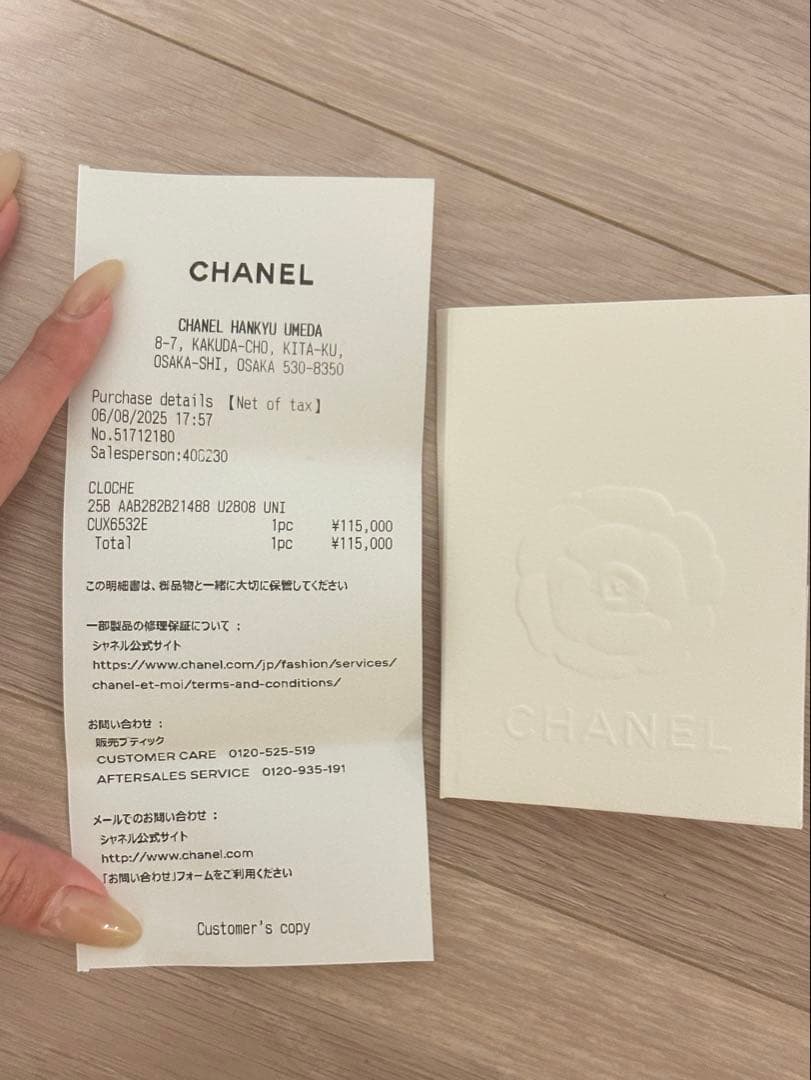 CHANEL
CHANEL HANKYU UMEDA
8-7, KAKUDA-CHO, KITA-KU,
OSAKA-SHI, OSAKA 530-8350
Purchase details 【Net of tax】
06/08/2025 17:57
No.51712180
Salesperson:400230
CLOCHE
25B AAB282B21488 U2808 UNI
CUX6532E 1pc ¥115,000
Total 1pc ¥115,000
この明細書は、御品物と一緒に大切に保管してください
一部製品の修理保証について：
シャネル公式サイト
https://www.chanel.com/jp/fashion/services/
chanel-et-moi/terms-and-conditions/
お問い合わせ：
販売ブティック
CUSTOMER CARE 0120-525-519
AFTERSALES SERVICE 0120-935-191
メールでのお問い合わせ：
シャネル公式サイト
http://www.chanel.com
「お問い合わせ」フォームをご利用ください
Customer's copy
CHANEL